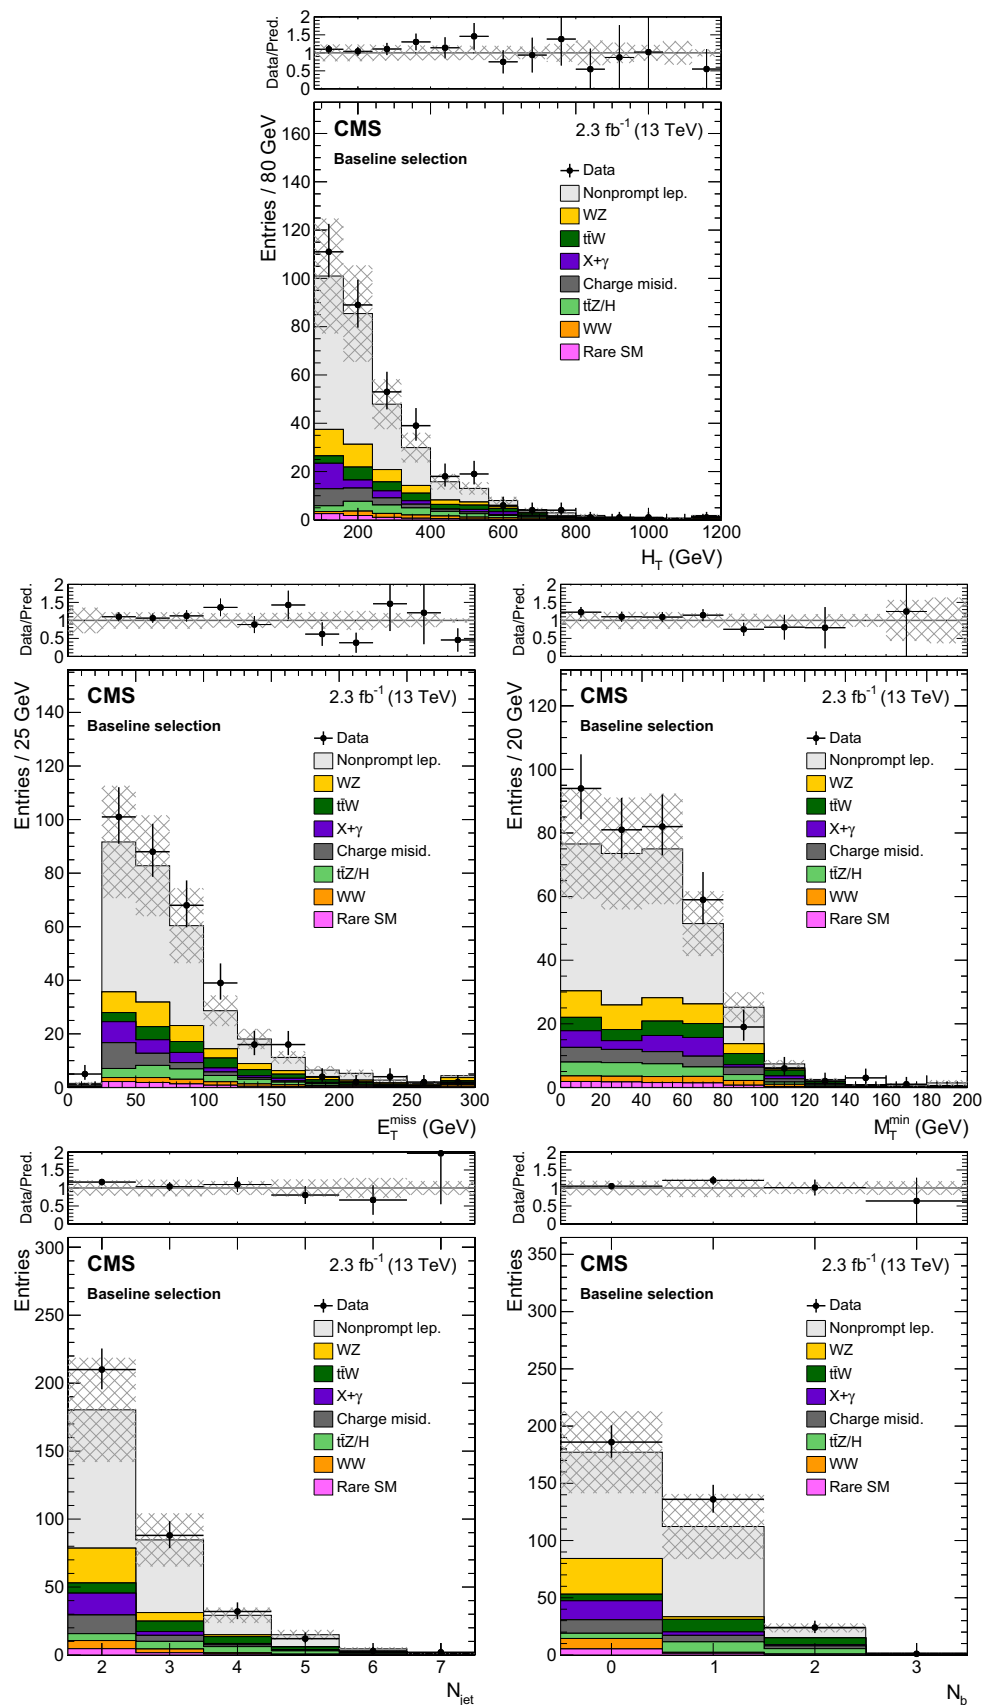 Data/Pred.
2
1.5
1
0.5
0
Entries / 80 GeV
CMS
2.3 fb⁻¹ (13 TeV)
Baseline selection
160
140
120
100
80
60
40
20
0
Data
Nonprompt lep.
WZ
tt̄W
X+γ
Charge misid.
tt̄Z/H
WW
Rare SM
200 400 600 800 1000 1200
H_T (GeV)
Data/Pred.
2
1.5
1
0.5
0
Entries / 25 GeV
CMS
2.3 fb⁻¹ (13 TeV)
Baseline selection
140
120
100
80
60
40
20
0
Data
Nonprompt lep.
WZ
tt̄W
X+γ
Charge misid.
tt̄Z/H
WW
Rare SM
0 50 100 150 200 250 300
E_T^miss (GeV)
Data/Pred.
2
1.5
1
0.5
0
Entries / 20 GeV
CMS
2.3 fb⁻¹ (13 TeV)
Baseline selection
120
100
80
60
40
20
0
Data
Nonprompt lep.
WZ
tt̄W
X+γ
Charge misid.
tt̄Z/H
WW
Rare SM
0 20 40 60 80 100 120 140 160 180 200
M_T^min (GeV)
Data/Pred.
2
1.5
1
0.5
0
Entries
CMS
2.3 fb⁻¹ (13 TeV)
Baseline selection
300
250
200
150
100
50
0
Data
Nonprompt lep.
WZ
tt̄W
X+γ
Charge misid.
tt̄Z/H
WW
Rare SM
2 3 4 5 6 7
N_jet
Data/Pred.
2
1.5
1
0.5
0
Entries
CMS
2.3 fb⁻¹ (13 TeV)
Baseline selection
350
300
250
200
150
100
50
0
Data
Nonprompt lep.
WZ
tt̄W
X+γ
Charge misid.
tt̄Z/H
WW
Rare SM
0 1 2 3
N_b